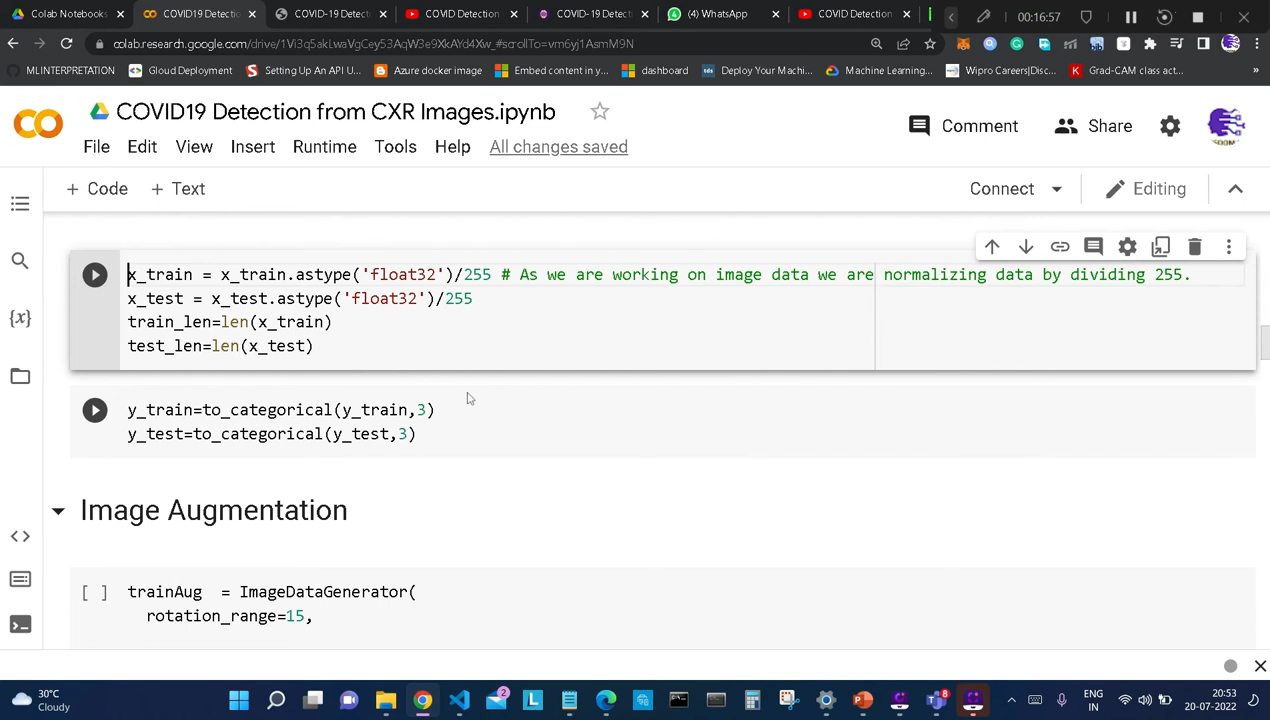 Colab Notebooks
COVID19 Detection
COVID-19 Detect
COVID Detection
COVID-19 Detect
(4) WhatsApp
COVID Detection
00:16:57
colab.research.google.com/drive/1Vi3q5akLwaVgCey53AqW3e9XkAYd4Xw_#scrollTo=vm6yj1AsmM9N
MLINTERPRETATION
Gloud Deployment
Setting Up An API U...
Azure docker image
Embed content in y...
dashboard
Deploy Your Machi...
Machine Learning...
Wipro Careers|Disc...
Grad-CAM class act...
»
COVID19 Detection from CXR Images.ipynb
Comment
Share
File Edit View Insert Runtime Tools Help All changes saved
+ Code + Text
Connect
Editing
x_train = x_train.astype('float32')/255 # As we are working on image data we are normalizing data by dividing 255.
x_test = x_test.astype('float32')/255
train_len=len(x_train)
test_len=len(x_test)
y_train=to_categorical(y_train,3)
y_test=to_categorical(y_test,3)
Image Augmentation
[ ] trainAug = ImageDataGenerator(
rotation_range=15,
30°C
Cloudy
2
8
ENG
IN
20:53
20-07-2022